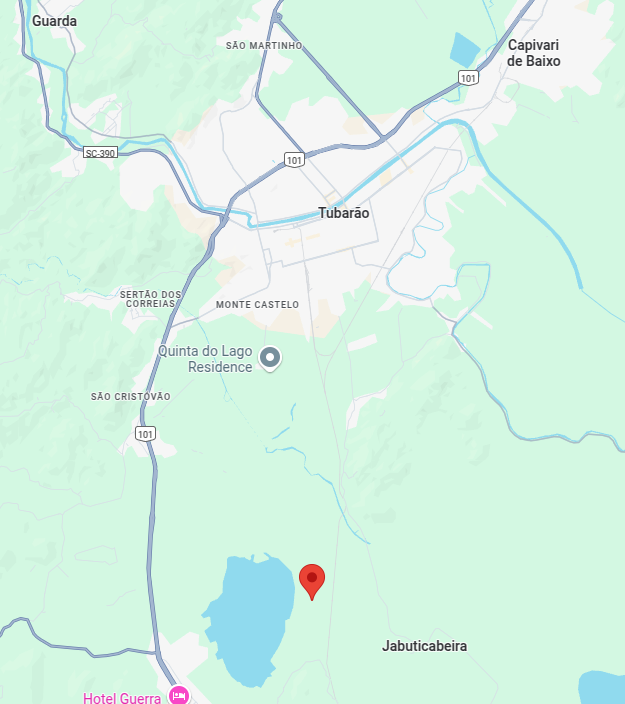 Guarda
SÃO MARTINHO
Capivari
de Baixo
101
SC-390
101
Tubarão
SERTÃO DOS
CORREIAS
MONTE CASTELO
Quinta do Lago
Residence
SÃO CRISTÓVÃO
101
Jabuticabeira
Hotel Guerra